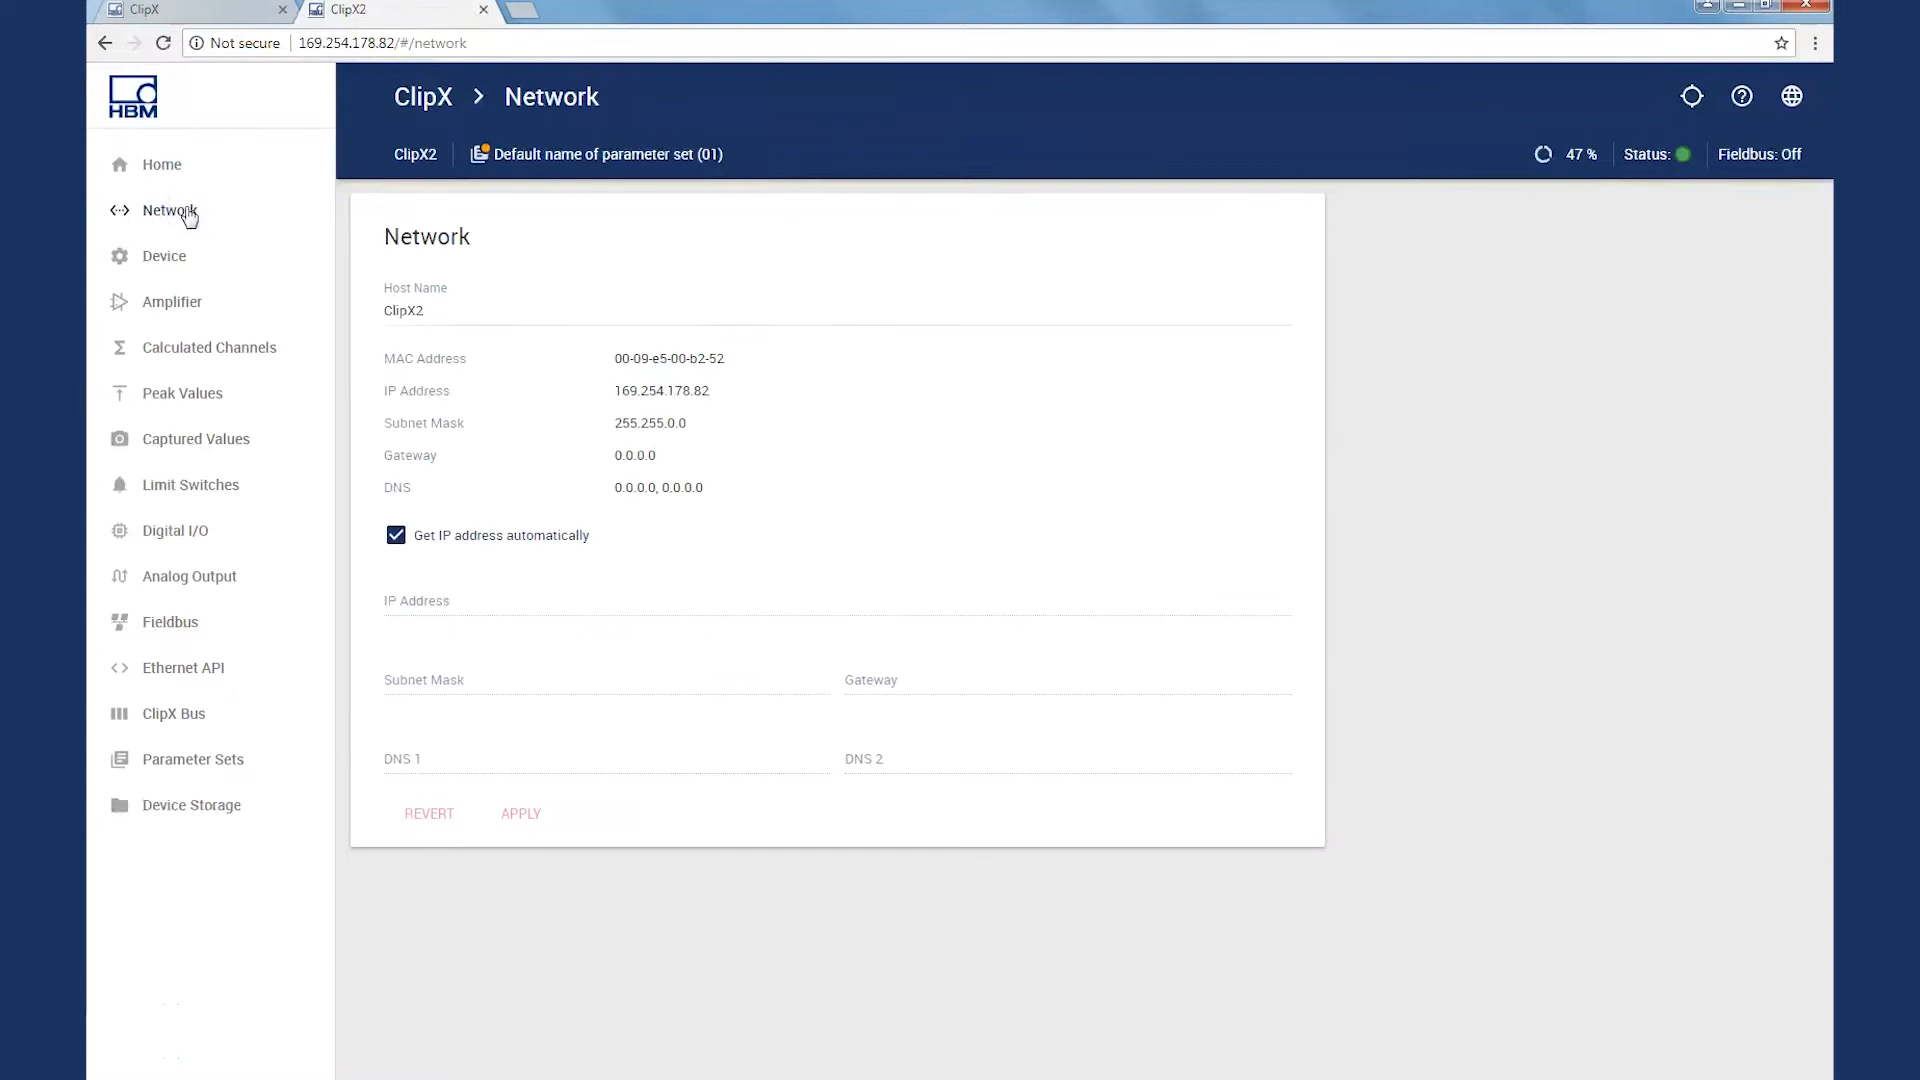 ClipX
ClipX2
Not secure
169.254.178.82/#/network
HBM
ClipX > Network
ClipX2
Default name of parameter set (01)
47 %
Status:
Fieldbus: Off
Home
Network
Device
Amplifier
Calculated Channels
Peak Values
Captured Values
Limit Switches
Digital I/O
Analog Output
Fieldbus
Ethernet API
ClipX Bus
Parameter Sets
Device Storage
Network
Host Name
ClipX2
MAC Address 00-09-e5-00-b2-52
IP Address 169.254.178.82
Subnet Mask 255.255.0.0
Gateway 0.0.0.0
DNS 0.0.0.0, 0.0.0.0
Get IP address automatically
IP Address
Subnet Mask Gateway
DNS 1 DNS 2
REVERT APPLY